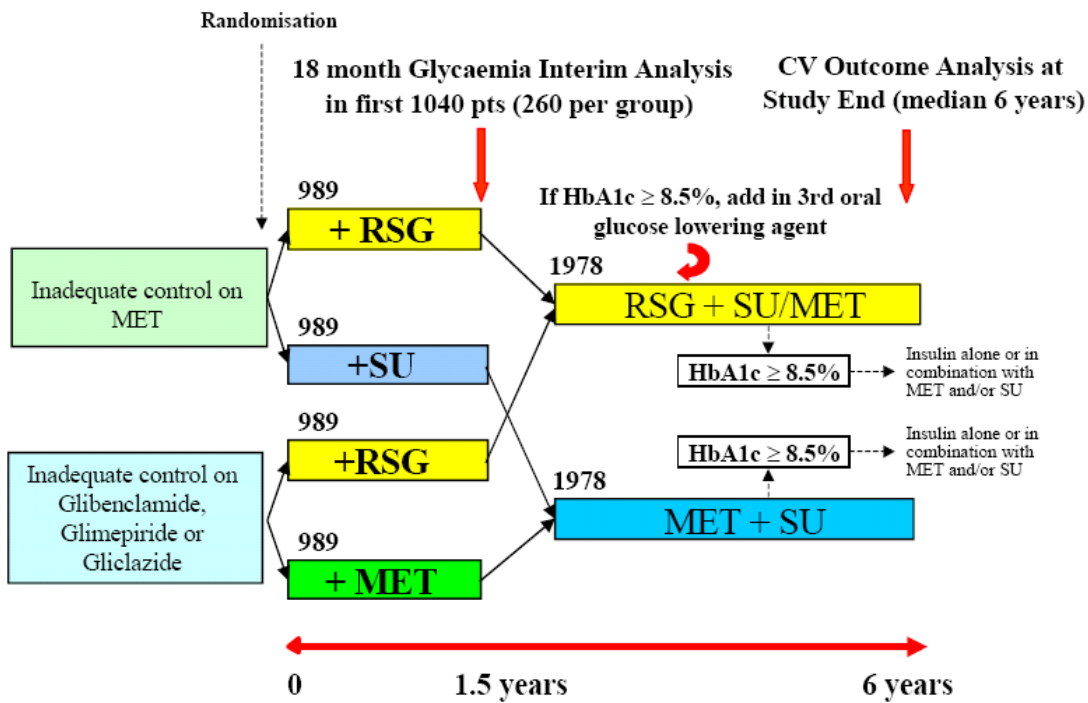 Randomisation
18 month Glycaemia Interim Analysis
in first 1040 pts (260 per group)
CV Outcome Analysis at
Study End (median 6 years)
If HbA1c ≥ 8.5%, add in 3rd oral
glucose lowering agent
Inadequate control on
MET
989
+ RSG
989
+SU
Inadequate control on
Glibenclamide,
Glimepiride or
Gliclazide
989
+RSG
989
+ MET
1978
RSG + SU/MET
HbA1c ≥ 8.5%
Insulin alone or in
combination with
MET and/or SU
HbA1c ≥ 8.5%
Insulin alone or in
combination with
MET and/or SU
1978
MET + SU
0
1.5 years
6 years